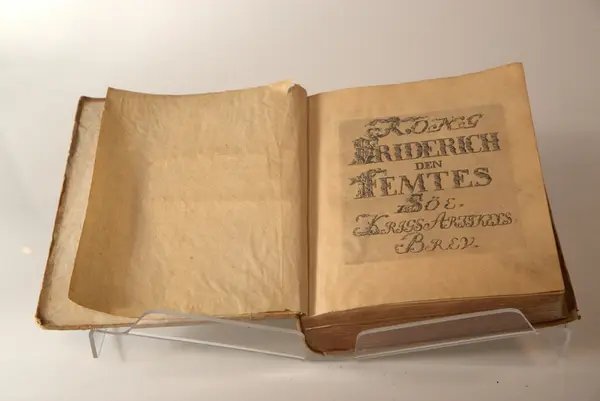 KONG
FRIDERICH
DEN
FEMTES
SÖE.
KRIGS ARTIKELS
BREV.